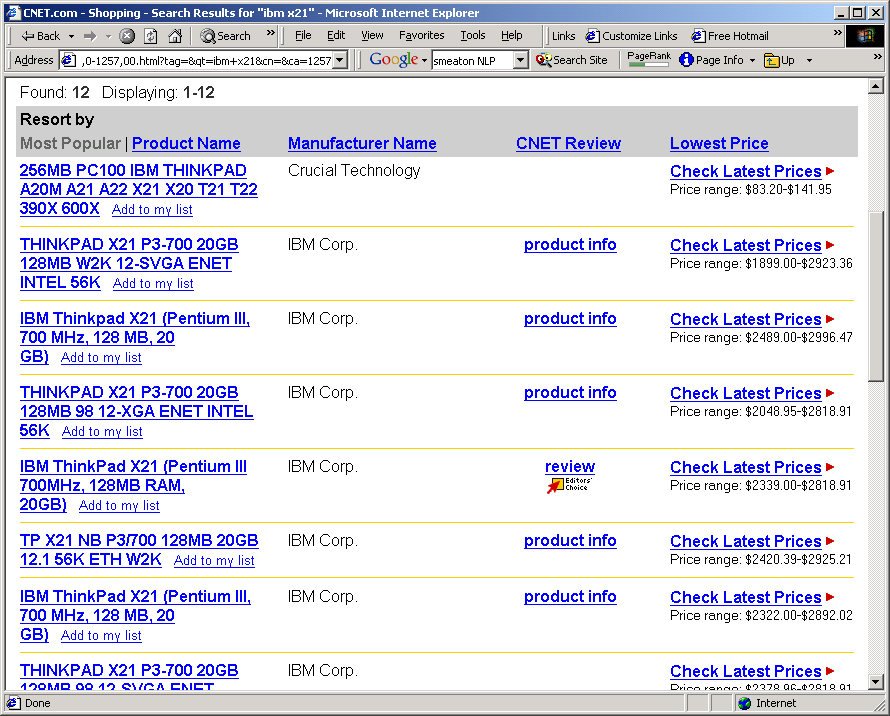 CNET.com - Shopping - Search Results for "ibm x21" - Microsoft Internet Explorer
Back Search » File Edit View Favorites Tools Help Links Customize Links Free Hotmail »
Address ,0-1257,00.html?tag=&qt=ibm+x21&cn=&ca=1257 Google smeaton NLP Search Site PageRank Page Info Up »
Found: 12 Displaying: 1-12
Resort by
Most Popular | Product Name Manufacturer Name CNET Review Lowest Price
256MB PC100 IBM THINKPAD Crucial Technology Check Latest Prices
A20M A21 A22 X21 X20 T21 T22 Price range: $83.20-$141.95
390X 600X Add to my list
THINKPAD X21 P3-700 20GB IBM Corp. product info Check Latest Prices
128MB W2K 12-SVGA ENET Price range: $1899.00-$2923.36
INTEL 56K Add to my list
IBM Thinkpad X21 (Pentium III, IBM Corp. product info Check Latest Prices
700 MHz, 128 MB, 20 Price range: $2489.00-$2996.47
GB) Add to my list
THINKPAD X21 P3-700 20GB IBM Corp. product info Check Latest Prices
128MB 98 12-XGA ENET INTEL Price range: $2048.95-$2818.91
56K Add to my list
IBM ThinkPad X21 (Pentium III IBM Corp. review Check Latest Prices
700MHz, 128MB RAM, Editors' Choice Price range: $2339.00-$2818.91
20GB) Add to my list
TP X21 NB P3/700 128MB 20GB IBM Corp. product info Check Latest Prices
12.1 56K ETH W2K Add to my list Price range: $2420.39-$2925.21
IBM Thinkpad X21 (Pentium III, IBM Corp. product info Check Latest Prices
700 MHz, 128 MB, 20 Price range: $2322.00-$2892.02
GB) Add to my list
THINKPAD X21 P3-700 20GB IBM Corp. product info Check Latest Prices
128MB 98 12-SVGA ENET Price range: $2378.96-$2818.91
Done Internet